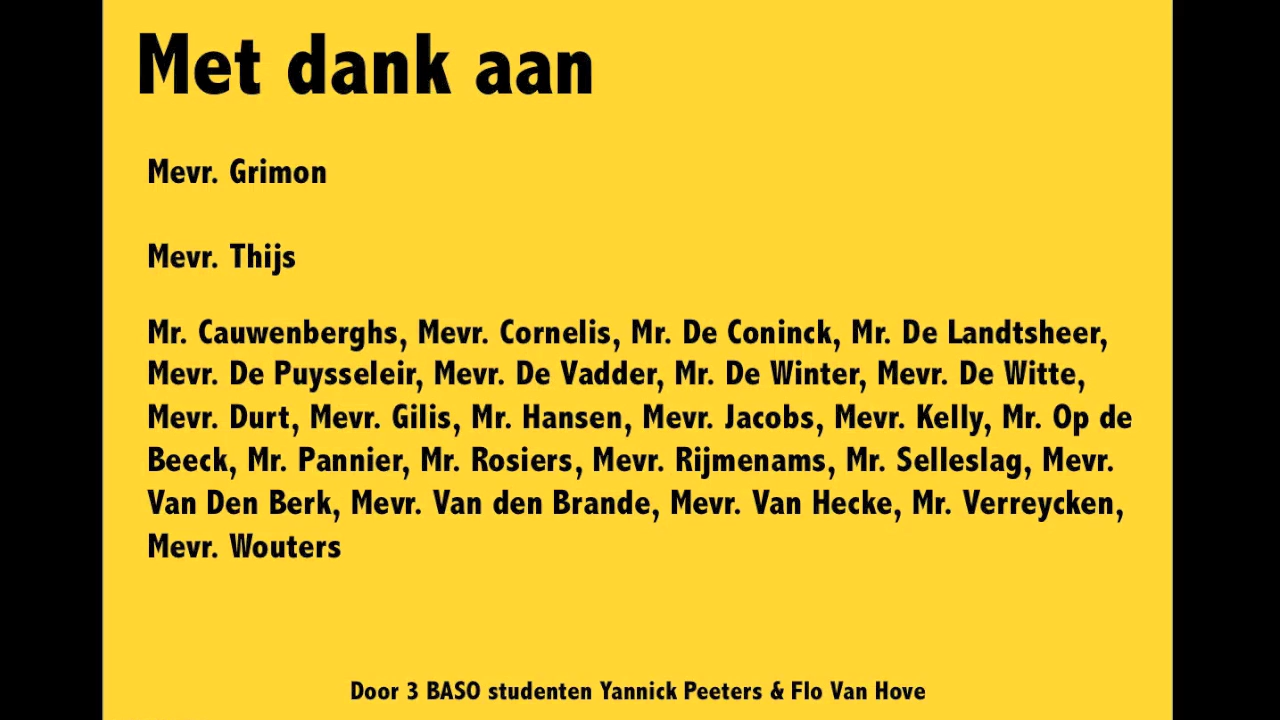 Met dank aan
Mevr. Grimon
Mevr. Thijs
Mr. Cauwenberghs, Mevr. Cornelis, Mr. De Coninck, Mr. De Landtsheer,
Mevr. De Puysseleir, Mevr. De Vadder, Mr. De Winter, Mevr. De Witte,
Mevr. Durt, Mevr. Gilis, Mr. Hansen, Mevr. Jacobs, Mevr. Kelly, Mr. Op de
Beeck, Mr. Pannier, Mr. Rosiers, Mevr. Rijmenams, Mr. Selleslag, Mevr.
Van Den Berk, Mevr. Van den Brande, Mevr. Van Hecke, Mr. Verreycken,
Mevr. Wouters
Door 3 BASO studenten Yannick Peeters & Flo Van Hove